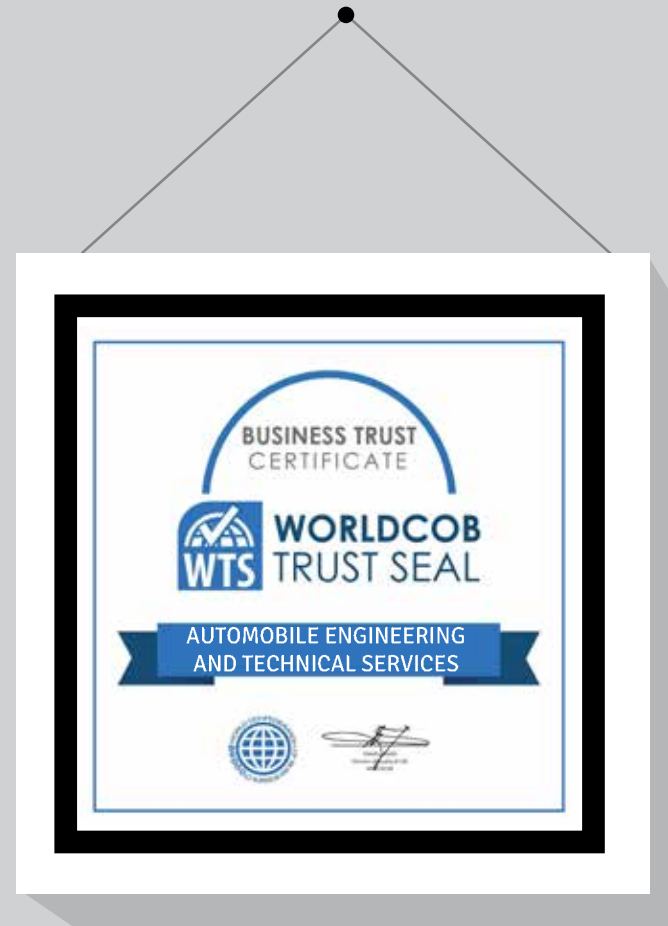 BUSINESS TRUST
CERTIFICATE
WTS
WORLDCOB
TRUST SEAL
AUTOMOBILE ENGINEERING
AND TECHNICAL SERVICES